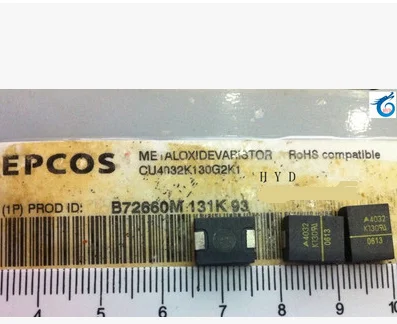 EPCOS
METALOXIDEVARISTOR RoHS compatible
CU4032K130G2K1
HYD
(1P) PROD ID: B72660M 131K 93
4032
K130
0613
4032
K130
0613
4 5 6 7 8 9 10